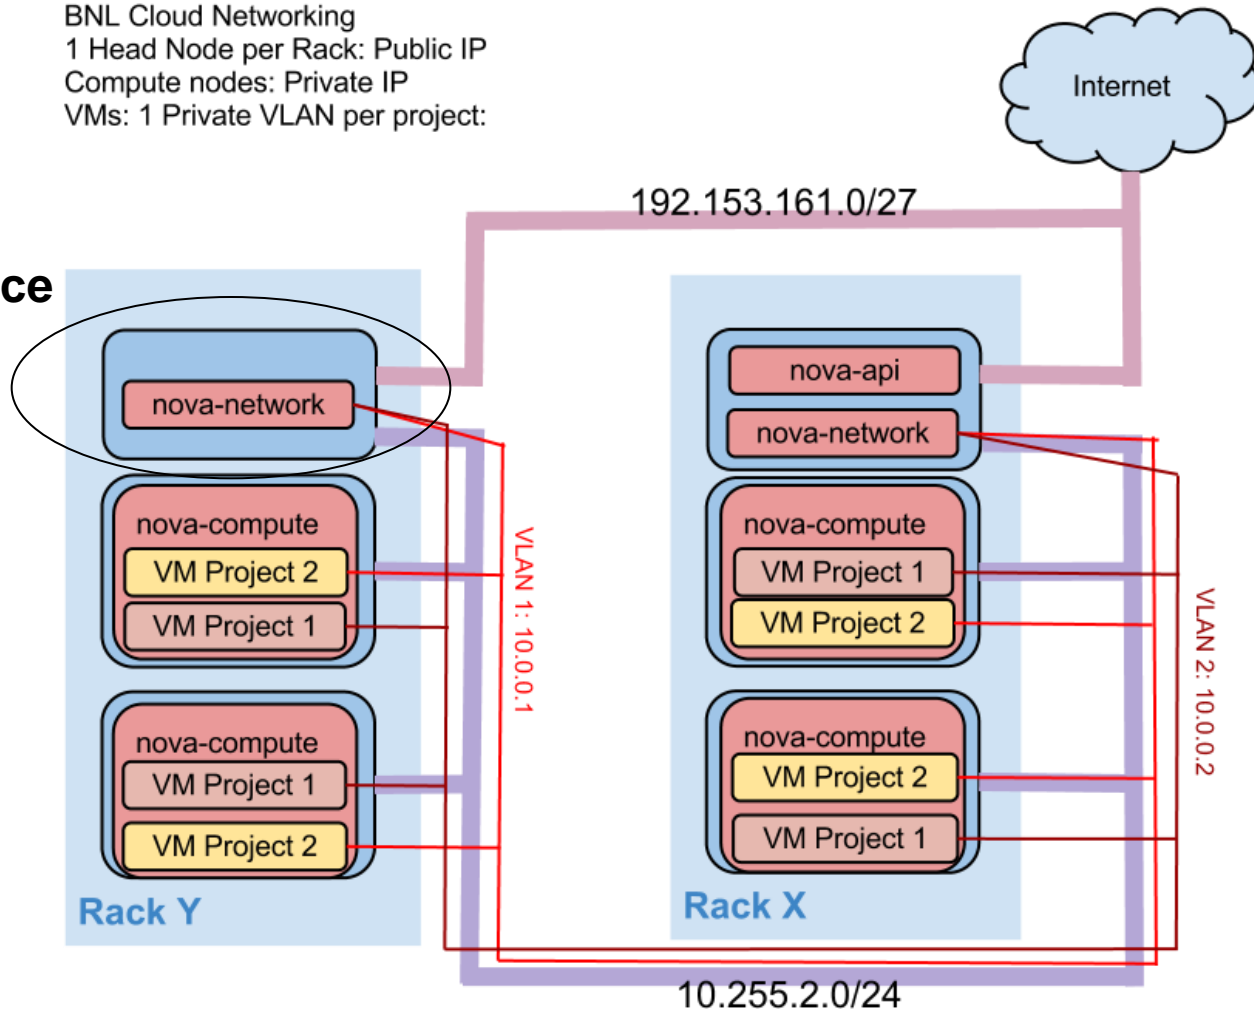 BNL Cloud Networking
1 Head Node per Rack: Public IP
Compute nodes: Private IP
VMs: 1 Private VLAN per project:
Internet
192.153.161.0/27
ce
nova-network
nova-compute
VM Project 2
VM Project 1
nova-compute
VM Project 1
VM Project 2
Rack Y
VLAN 1: 10.0.0.1
nova-api
nova-network
nova-compute
VM Project 1
VM Project 2
nova-compute
VM Project 2
VM Project 1
Rack X
VLAN 2: 10.0.0.2
10.255.2.0/24